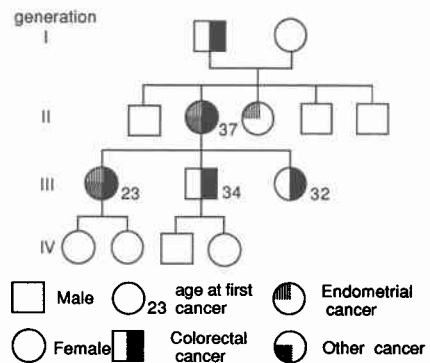 generation
I
II
37
III
23
34
32
IV
Male
23
age at first
cancer
Endometrial
cancer
Female
Colorectal
cancer
Other cancer